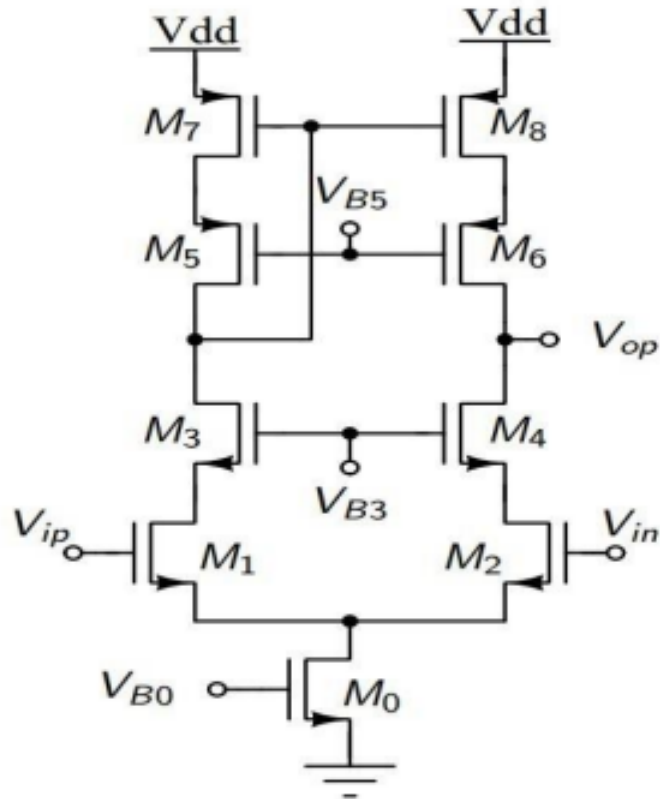 Vdd Vdd
M7 M8
VB5
M5 M6
Vop
M3 M4
VB3
Vip Vin
M1 M2
VB0 M0